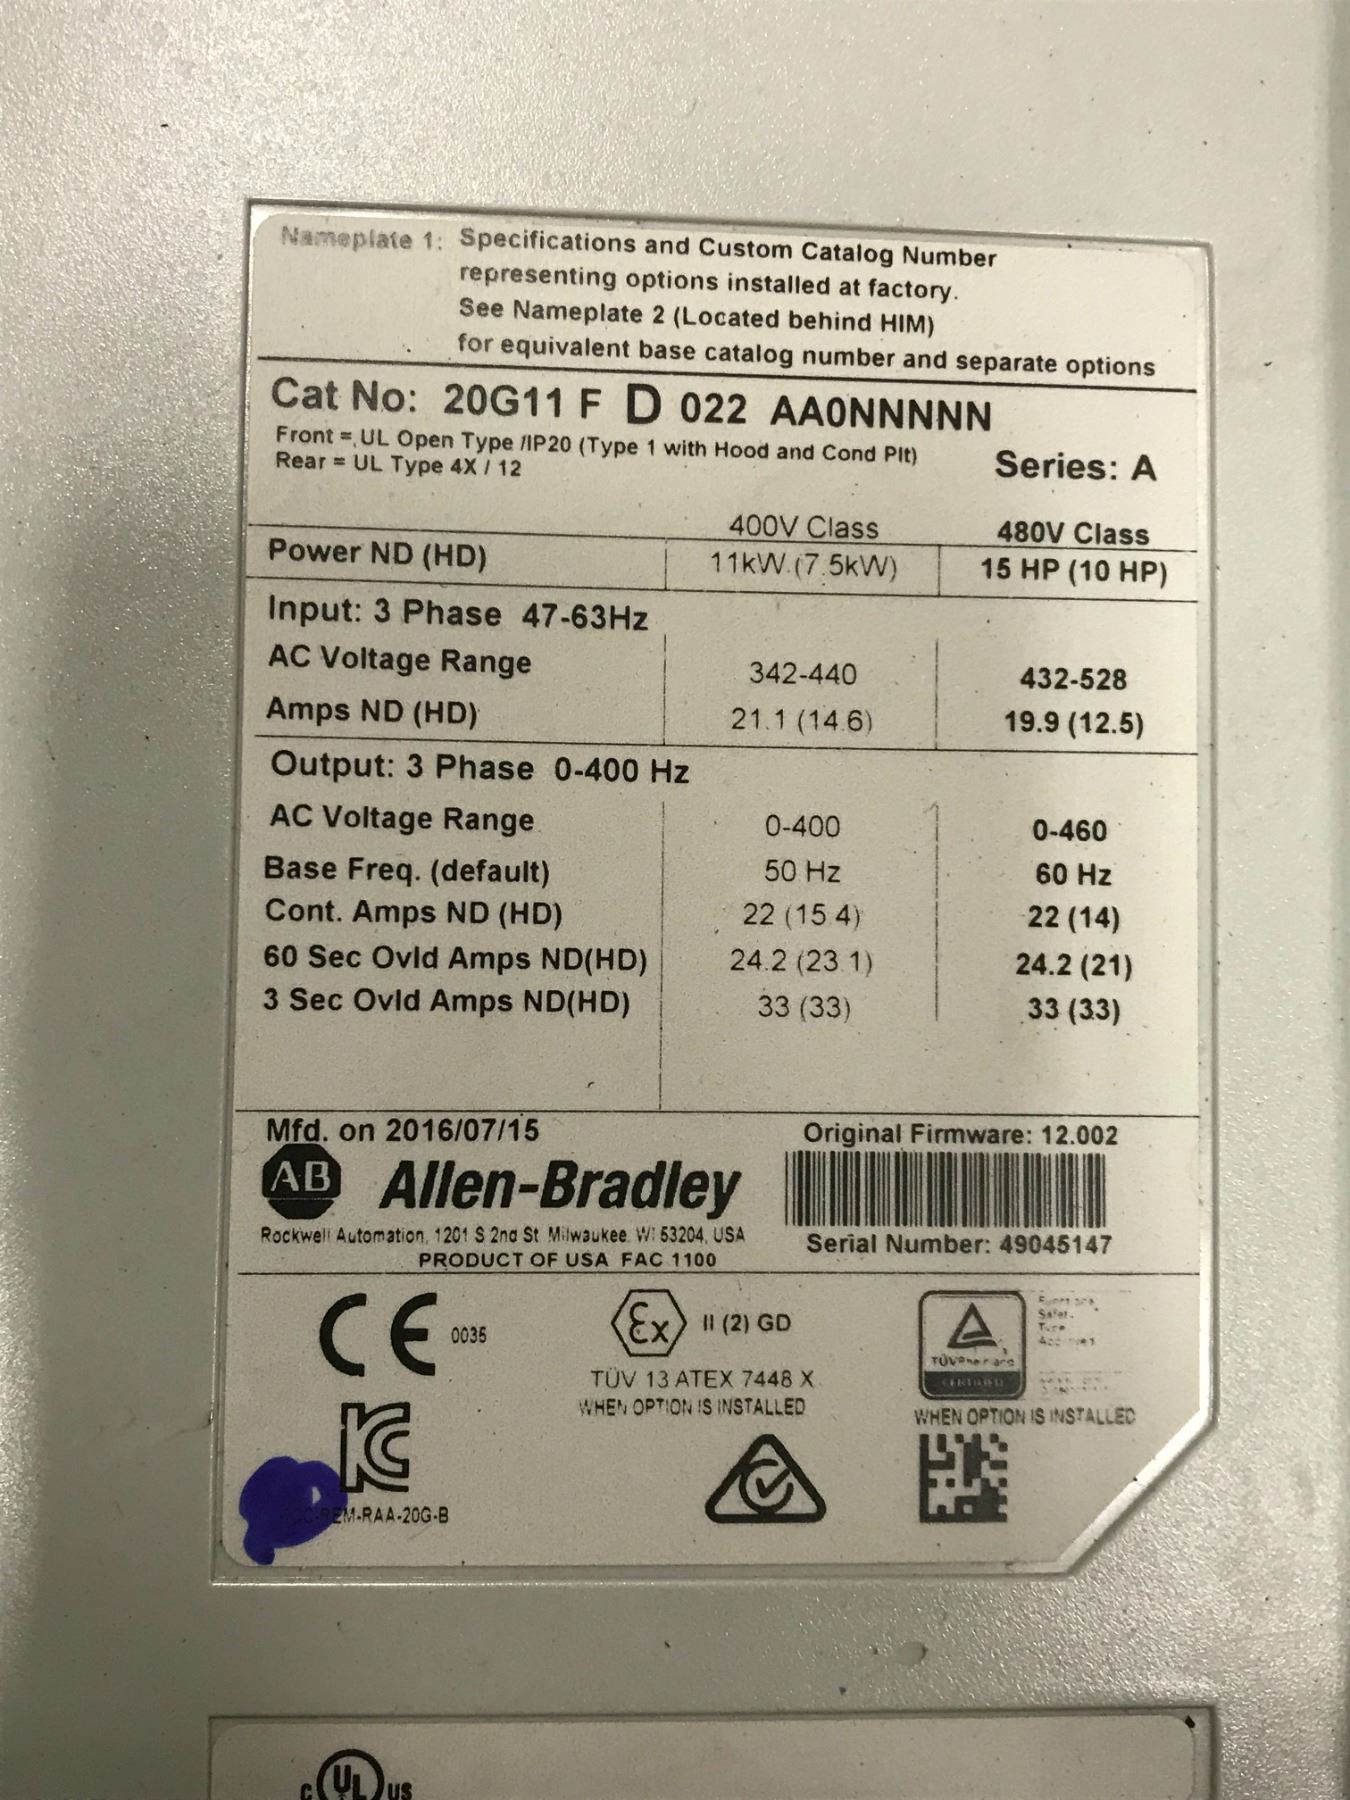 Nameplate 1: Specifications and Custom Catalog Number
representing options installed at factory.
See Nameplate 2 (Located behind HIM)
for equivalent base catalog number and separate options
Cat No: 20G11 F D 022 AA0NNNNN
Front = UL Open Type /IP20 (Type 1 with Hood and Cond Plt)
Rear = UL Type 4X / 12
Series: A
400V Class 480V Class
Power ND (HD) 11kW (7.5kW) 15 HP (10 HP)
Input: 3 Phase 47-63Hz
AC Voltage Range 342-440 432-528
Amps ND (HD) 21.1 (14.6) 19.9 (12.5)
Output: 3 Phase 0-400 Hz
AC Voltage Range 0-400 0-460
Base Freq. (default) 50 Hz 60 Hz
Cont. Amps ND (HD) 22 (15.4) 22 (14)
60 Sec Ovld Amps ND(HD) 24.2 (23.1) 24.2 (21)
3 Sec Ovld Amps ND(HD) 33 (33) 33 (33)
Mfd. on 2016/07/15 Original Firmware: 12.002
AB Allen-Bradley
Rockwell Automation, 1201 S 2nd St Milwaukee, WI 53204, USA
PRODUCT OF USA FAC 1100
Serial Number: 49045147
CE 0035
Ex II (2) GD
TÜV 13 ATEX 7448 X
WHEN OPTION IS INSTALLED
TÜVRheinland
CERTIFIED
WHEN OPTION IS INSTALLED
KC
REM-RAA-20G-B
c UL us